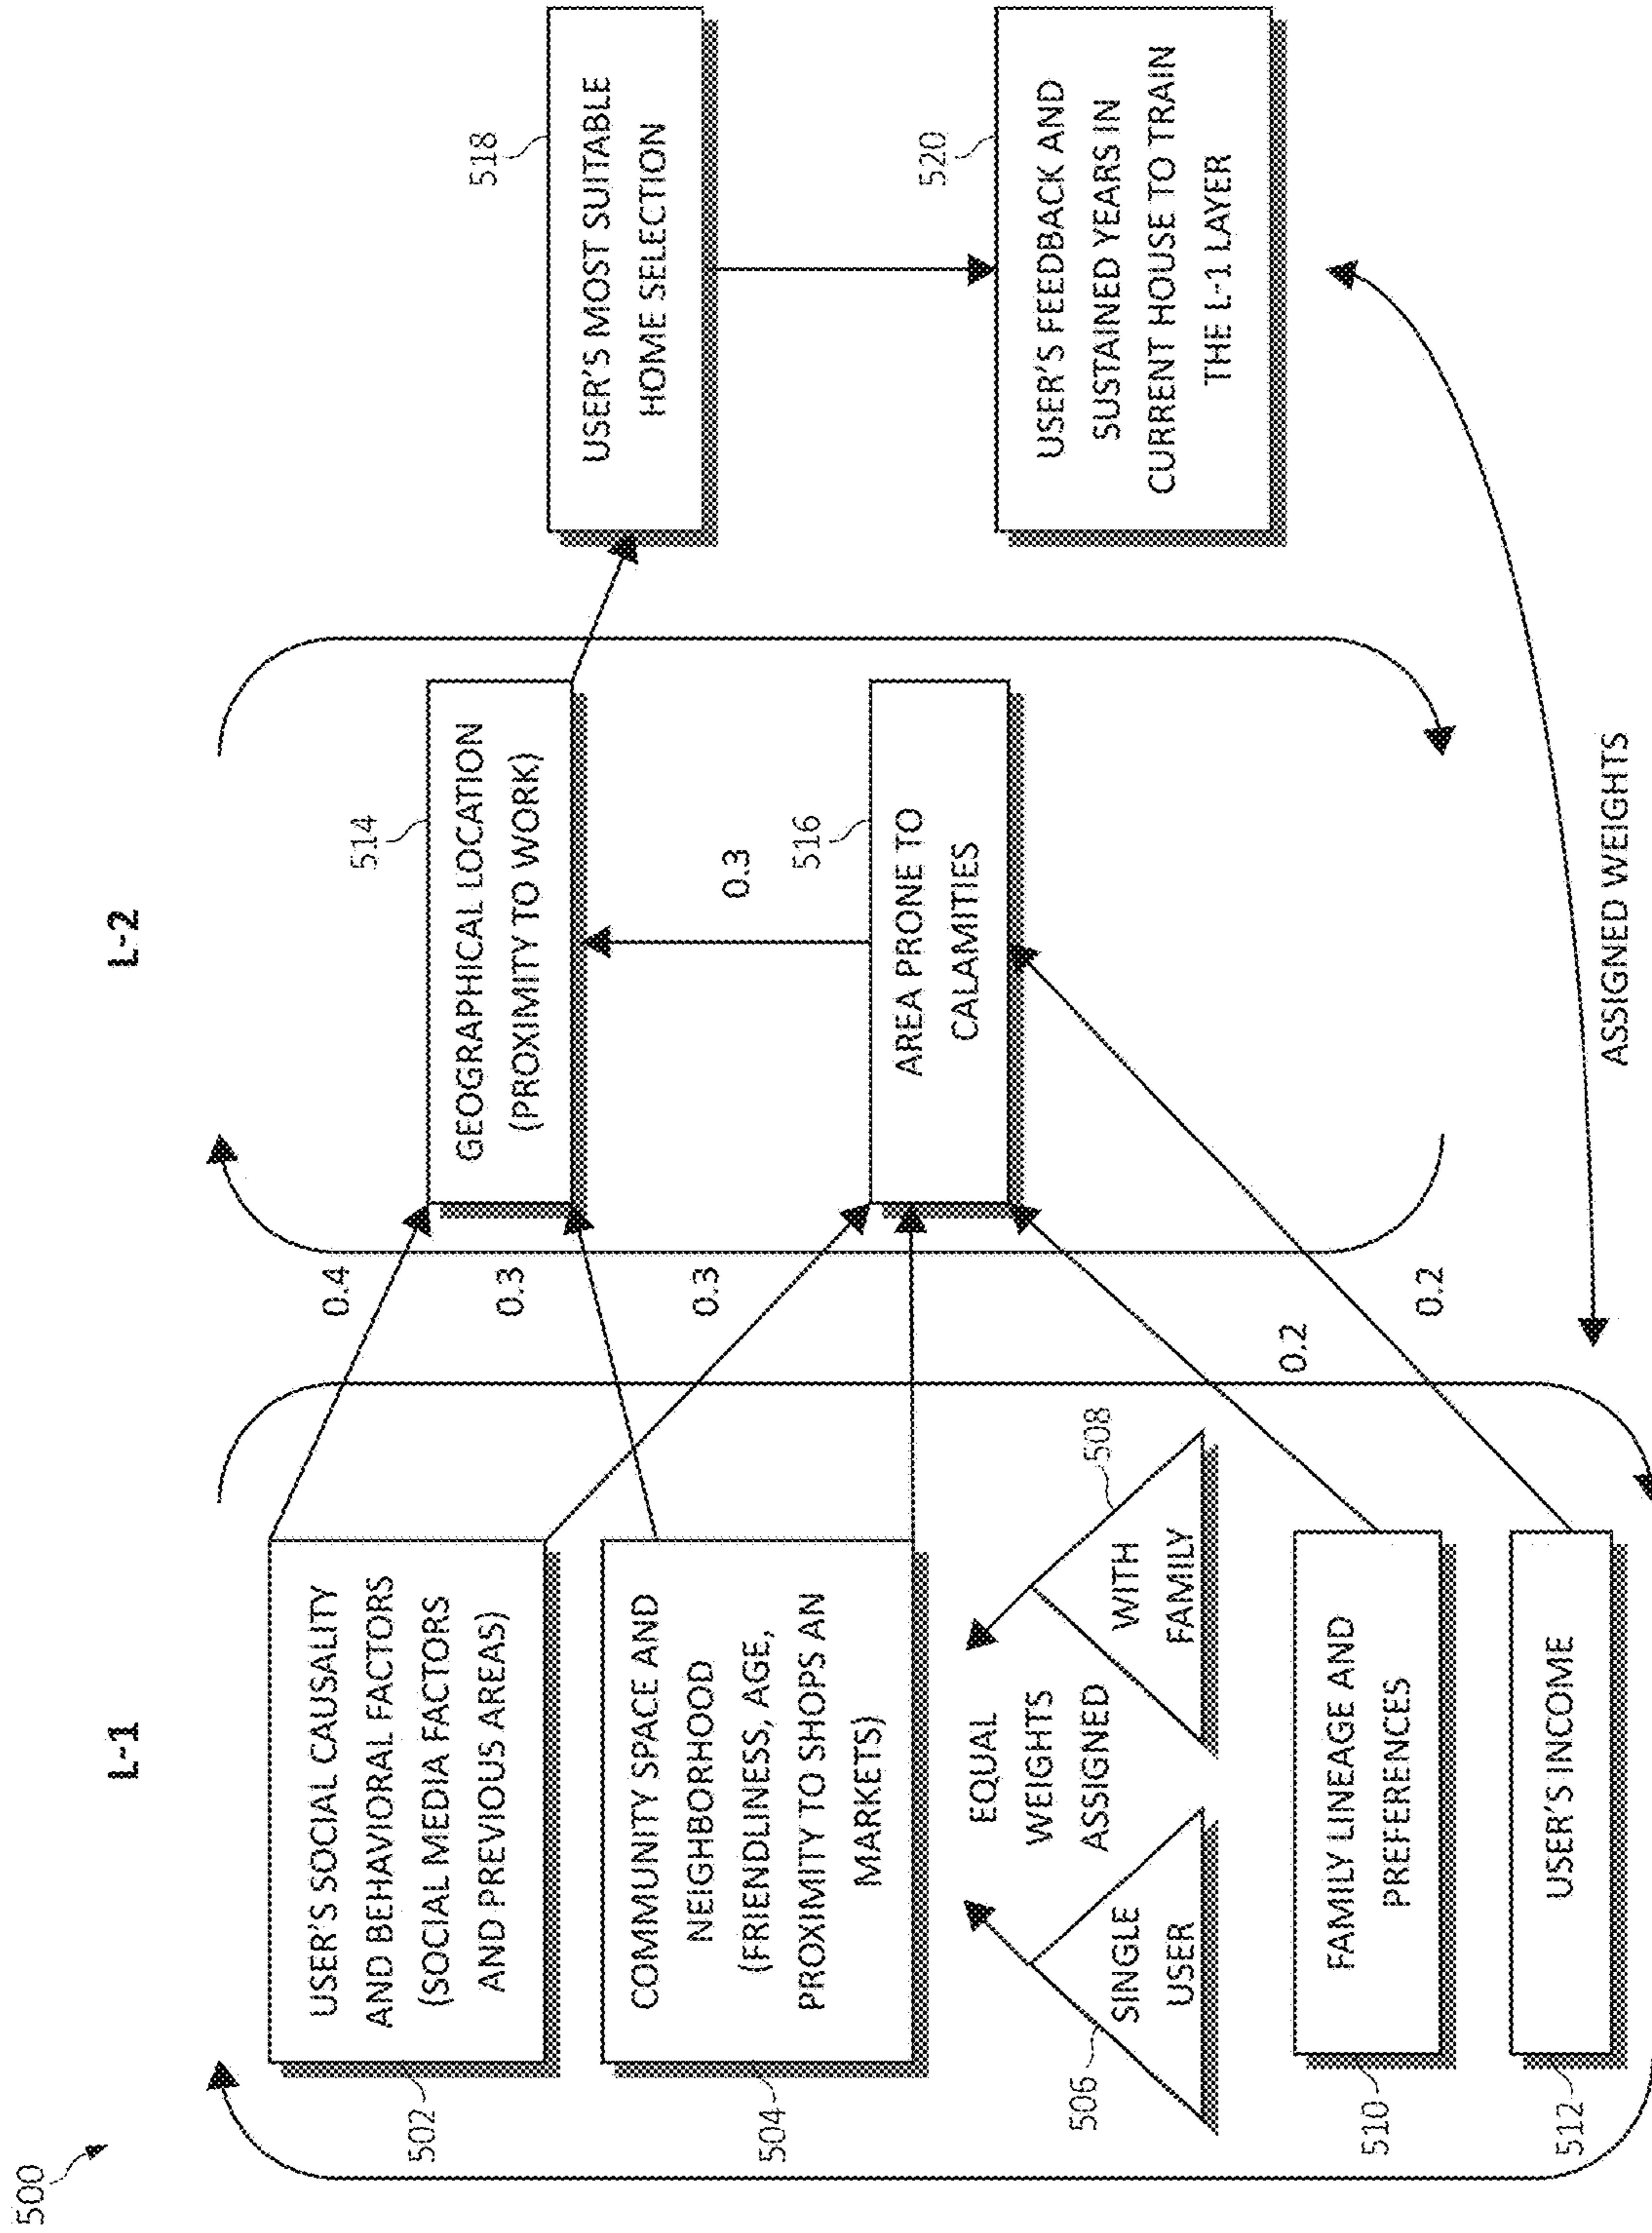 500
L-1
L-2
502
USER'S SOCIAL CAUSALITY
AND BEHAVIORAL FACTORS
(SOCIAL MEDIA FACTORS
AND PREVIOUS AREAS)
504
COMMUNITY SPACE AND
NEIGHBORHOOD
(FRIENDLINESS, AGE,
PROXIMITY TO SHOPS AN
MARKETS)
506
SINGLE
USER
EQUAL
WEIGHTS
ASSIGNED
508
WITH
FAMILY
510
FAMILY LINEAGE AND
PREFERENCES
512
USER'S INCOME
0.4
0.3
0.3
0.2
0.2
514
GEOGRAPHICAL LOCATION
(PROXIMITY TO WORK)
0.3
516
AREA PRONE TO
CALAMITIES
518
USER'S MOST SUITABLE
HOME SELECTION
520
USER'S FEEDBACK AND
SUSTAINED YEARS IN
CURRENT HOUSE TO TRAIN
THE L-1 LAYER
ASSIGNED WEIGHTS